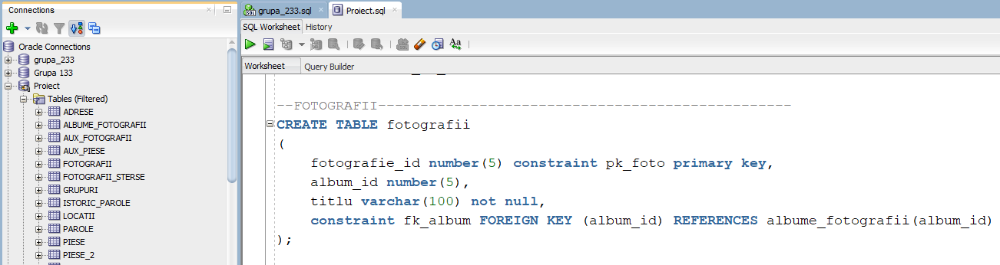 Connections
Oracle Connections
grupa_233
Grupa 133
Proiect
Tables (Filtered)
ADRESE
ALBUME_FOTOGRAFII
AUX_FOTOGRAFII
AUX_PIESE
FOTOGRAFII
FOTOGRAFII_STERSE
GRUPURI
ISTORIC_PAROLE
LOCATII
PAROLE
PIESE
PIESE_2
grupa_233.sql
Proiect.sql
SQL Worksheet History
Aa
Worksheet Query Builder
--FOTOGRAFII------------------------------------------------
CREATE TABLE fotografii
(
fotografie_id number(5) constraint pk_foto primary key,
album_id number(5),
titlu varchar(100) not null,
constraint fk_album FOREIGN KEY (album_id) REFERENCES albume_fotografii(album_id)
);